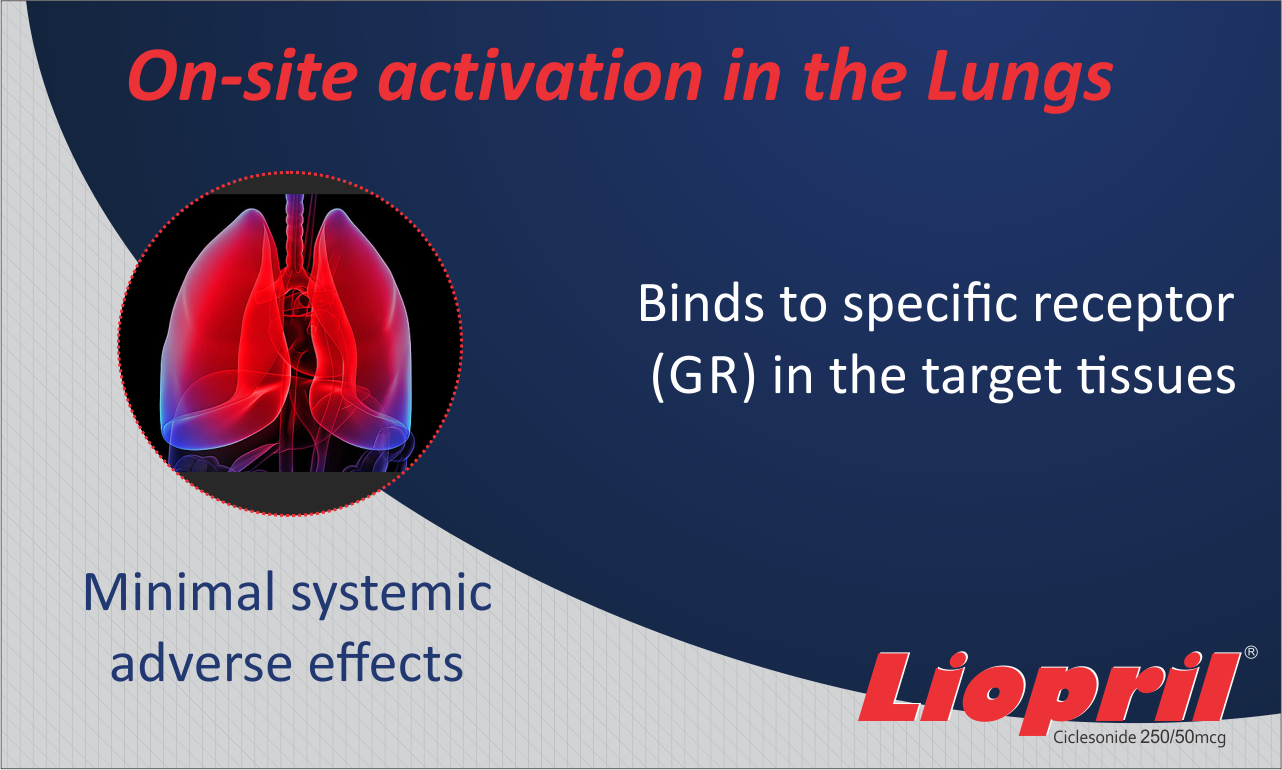 On-site activation in the Lungs
Binds to specific receptor
(GR) in the target tissues
Minimal systemic
adverse effects
Liopril®
Ciclesonide 250/50mcg